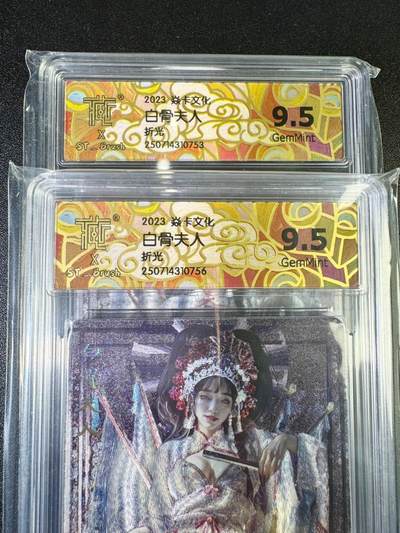 2023 焱卡文化
白骨夫人
折光
250714310753
9.5
GemMint
X
ST...Brush
2023 焱卡文化
白骨夫人
折光
250714310756
9.5
GemMint
X
ST...Brush